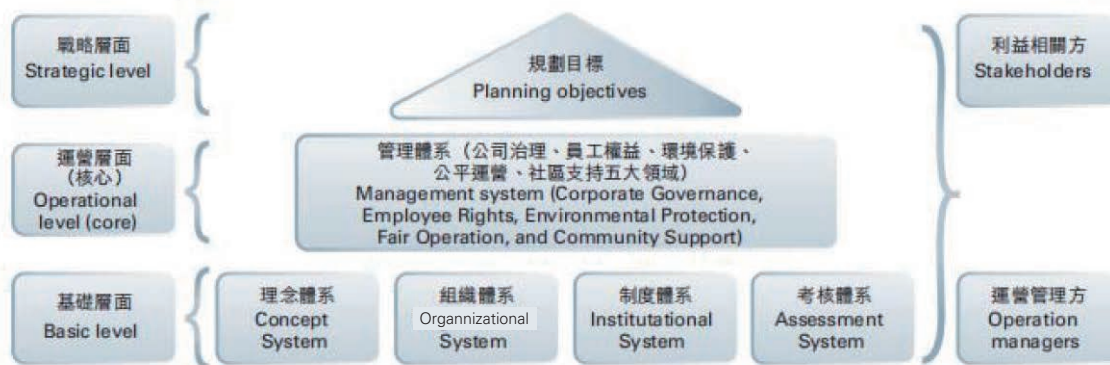 戰略層面
Strategic level
規劃目標
Planning objectives
利益相關方
Stakeholders
運營層面
（核心）
Operational
level (core)
管理體系（公司治理、員工權益、環境保護、
公平運營、社區支持五大領域）
Management system (Corporate Governance,
Employee Rights, Environmental Protection,
Fair Operation, and Community Support)
基礎層面
Basic level
理念體系
Concept
System
組織體系
Organnizational
System
制度體系
Institutational
System
考核體系
Assessment
System
運營管理方
Operation
managers